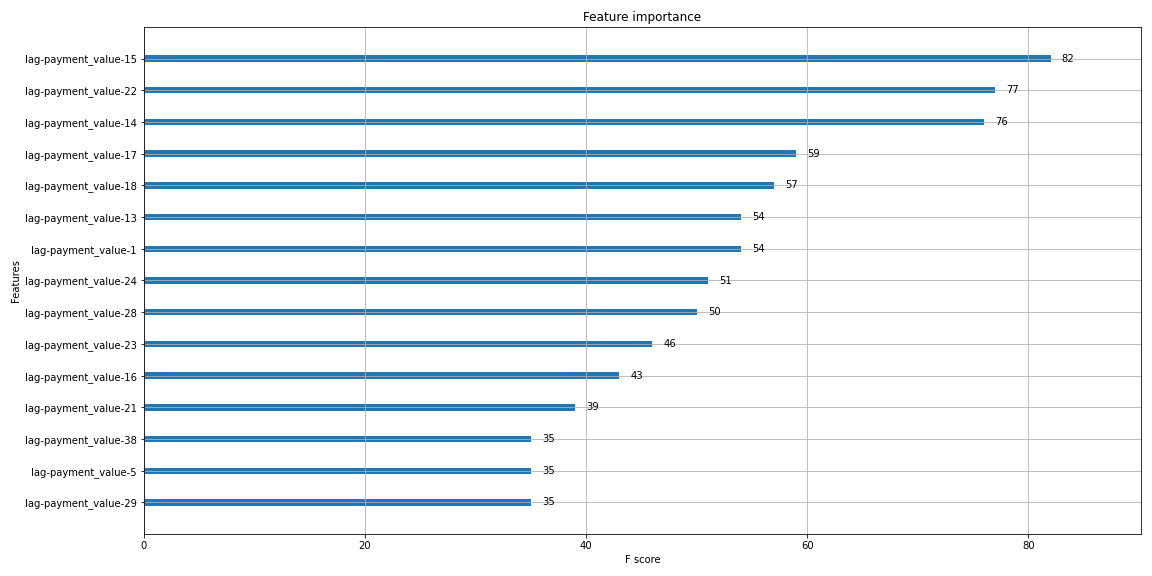 Feature importance
lag-payment_value-15 82
lag-payment_value-22 77
lag-payment_value-14 76
lag-payment_value-17 59
lag-payment_value-18 57
lag-payment_value-13 54
lag-payment_value-1 54
lag-payment_value-24 51
lag-payment_value-28 50
lag-payment_value-23 46
lag-payment_value-16 43
lag-payment_value-21 39
lag-payment_value-38 35
lag-payment_value-5 35
lag-payment_value-29 35
Features
0 20 40 60 80
F score